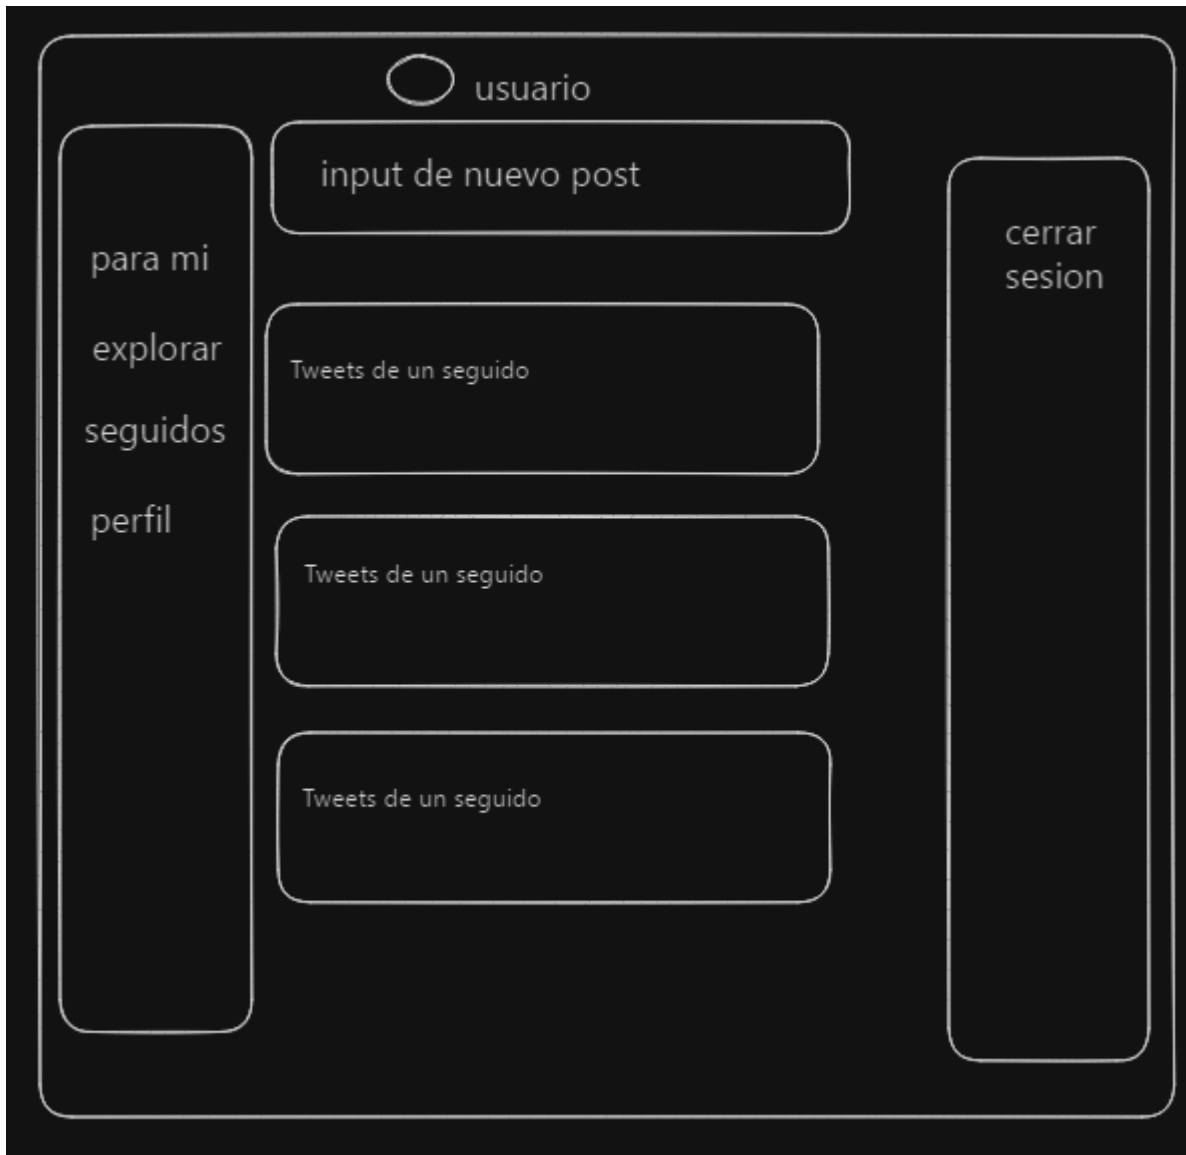 usuario
input de nuevo post
para mi
explorar
seguidos
perfil
Tweets de un seguido
Tweets de un seguido
Tweets de un seguido
cerrar
sesion